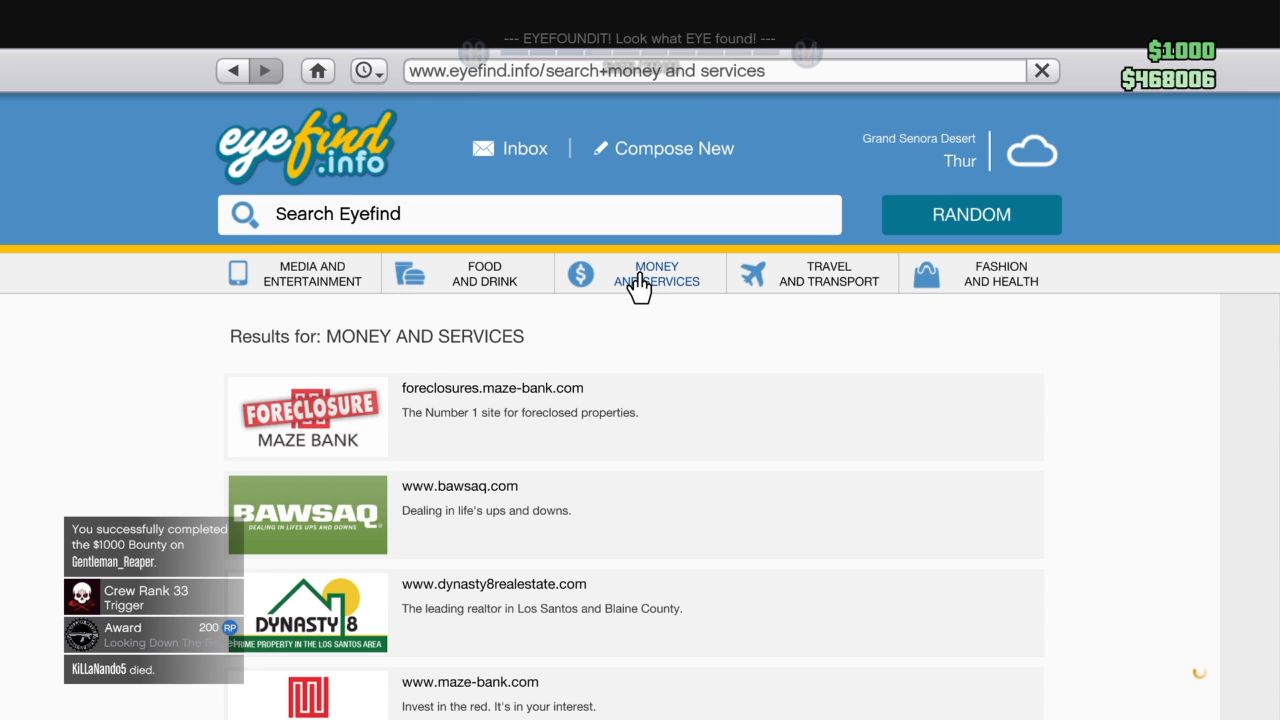 --- EYEFOUNDIT! Look what EYE found! ---
$1000
www.eyefind.info/search+money and services
$468006
eyefind.info
Inbox
Compose New
Grand Senora Desert
Thur
Search Eyefind
RANDOM
MEDIA AND
ENTERTAINMENT
FOOD
AND DRINK
MONEY
AND SERVICES
TRAVEL
AND TRANSPORT
FASHION
AND HEALTH
Results for: MONEY AND SERVICES
FORECLOSURE
MAZE BANK
foreclosures.maze-bank.com
The Number 1 site for foreclosed properties.
BAWSAQ
DEALING IN LIFES UPS AND DOWNS
www.bawsaq.com
Dealing in life's ups and downs.
DYNASTY 8
PRIME PROPERTY IN THE LOS SANTOS AREA
www.dynasty8realestate.com
The leading realtor in Los Santos and Blaine County.
www.maze-bank.com
Invest in the red. It's in your interest.
You successfully completed
the $1000 Bounty on
Gentleman_Reaper.
Crew Rank 33
Trigger
Award 200 RP
Looking Down The
KiLLaNando5 died.